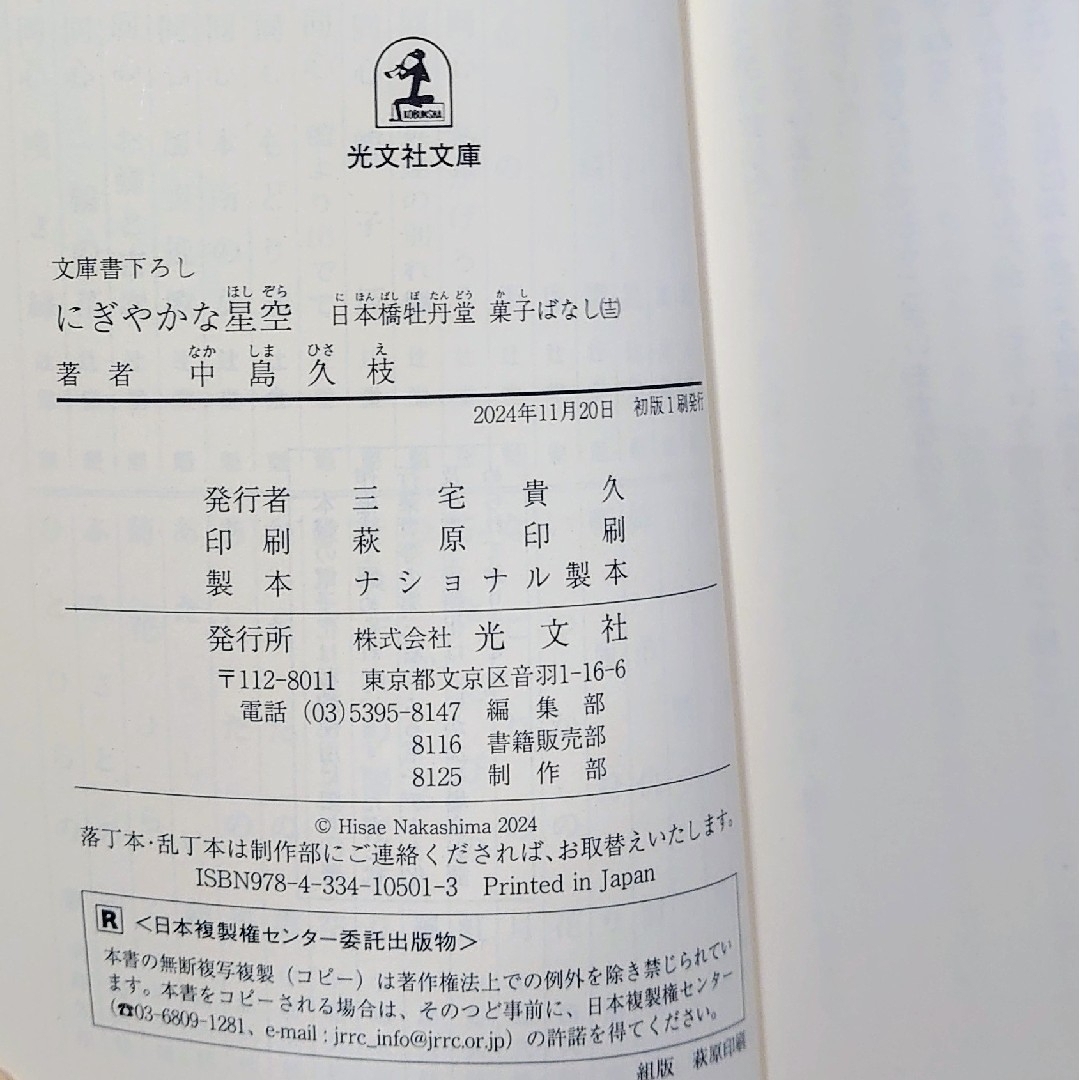 KOBUNSHA
光文社文庫
文庫書下ろし
にぎやかな星空 日本橋牡丹堂 菓子ばなし㊂
著者 中島久枝
2024年11月20日 初版1刷発行
発行者 三宅貴久
印刷 萩原印刷
製本 ナショナル製本
発行所 株式会社 光文社
〒112-8011 東京都文京区音羽1-16-6
電話 (03)5395-8147 編集部
8116 書籍販売部
8125 制作部
© Hisae Nakashima 2024
落丁本・乱丁本は制作部にご連絡くだされば、お取替えいたします。
ISBN978-4-334-10501-3 Printed in Japan
R <日本複製権センター委託出版物>
本書の無断複写複製（コピー）は著作権法上での例外を除き禁じられてい
ます。本書をコピーされる場合は、そのつど事前に、日本複製権センター
（☎03-6809-1281、e-mail : jrrc_info@jrrc.or.jp）の許諾を得てください。
組版 萩原印刷